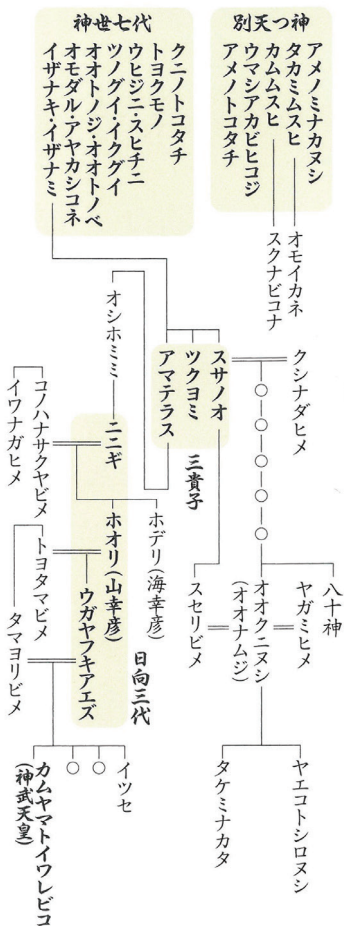 別天つ神
アメノミナカヌシ
タカミムスヒ
カムムスヒ
ウマシアカビヒコジ
アメノトコタチ
神世七代
クニノトコタチ
トヨクモノ
ウヒジニ・スヒチニ
ツノグイ・イクグイ
オオトノジ・オオトノベ
オモダル・アヤカシコネ
イザナキ・イザナミ
オモイカネ
スクナビコナ
クシナダヒメ
スサノオ
ツクヨミ
アマテラス
三貴子
オシホミミ
○
○
○
○
○
八十神
ヤガミヒメ
オオクニヌシ
(オオナムジ)
スセリビメ
ヤエコトシロヌシ
タケミナカタ
ニニギ
コノハナサクヤビメ
イワナガヒメ
ホデリ(海幸彦)
ホオリ(山幸彦)
ウガヤフキアエズ
日向三代
トヨタマビメ
タマヨリビメ
イツセ
○
○
カムヤマトイワレビコ
(神武天皇)